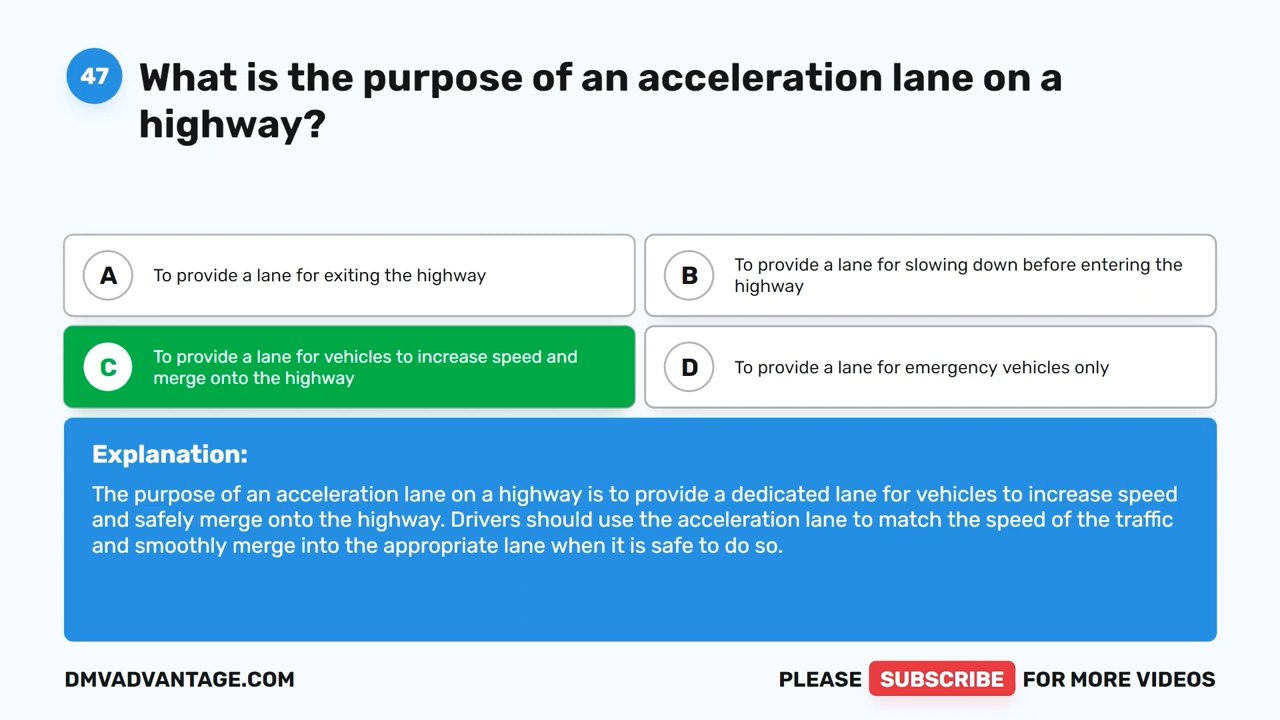 47
What is the purpose of an acceleration lane on a
highway?
A
To provide a lane for exiting the highway
B
To provide a lane for slowing down before entering the
highway
C
To provide a lane for vehicles to increase speed and
merge onto the highway
D
To provide a lane for emergency vehicles only
Explanation:
The purpose of an acceleration lane on a highway is to provide a dedicated lane for vehicles to increase speed
and safely merge onto the highway. Drivers should use the acceleration lane to match the speed of the traffic
and smoothly merge into the appropriate lane when it is safe to do so.
DMVADVANTAGE.COM
PLEASE SUBSCRIBE FOR MORE VIDEOS